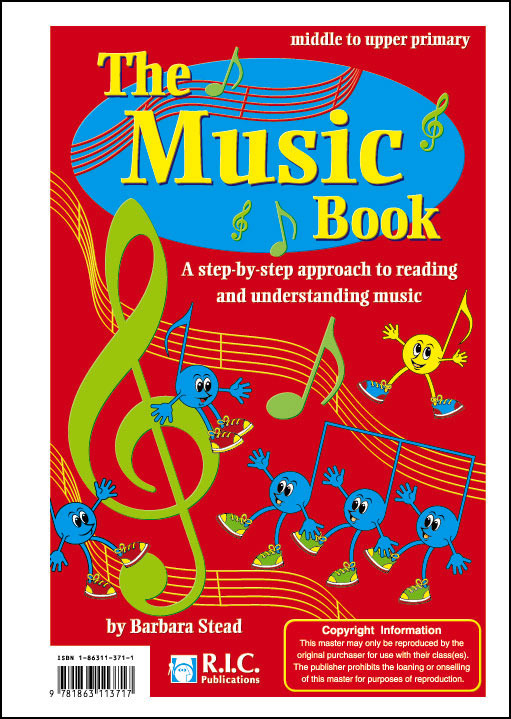 middle to upper primary
The
Music
Book
A step-by-step approach to reading
and understanding music
by Barbara Stead
Copyright Information
This master may only be reproduced by the
original purchaser for use with their class(es).
The publisher prohibits the loaning or onselling
of this master for purposes of reproduction.
ISBN 1-86311-371-1
9 781863 113717
R.I.C.
Publications